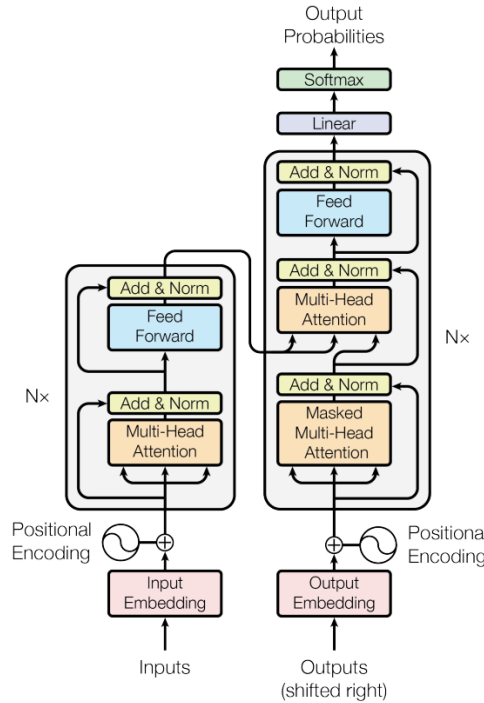 Output
Probabilities
Softmax
Linear
Add & Norm
Feed
Forward
Add & Norm
Multi-Head
Attention
Add & Norm
Masked
Multi-Head
Attention
N×
Add & Norm
Feed
Forward
Add & Norm
Multi-Head
Attention
N×
Positional
Encoding
Positional
Encoding
Input
Embedding
Output
Embedding
Inputs
Outputs
(shifted right)